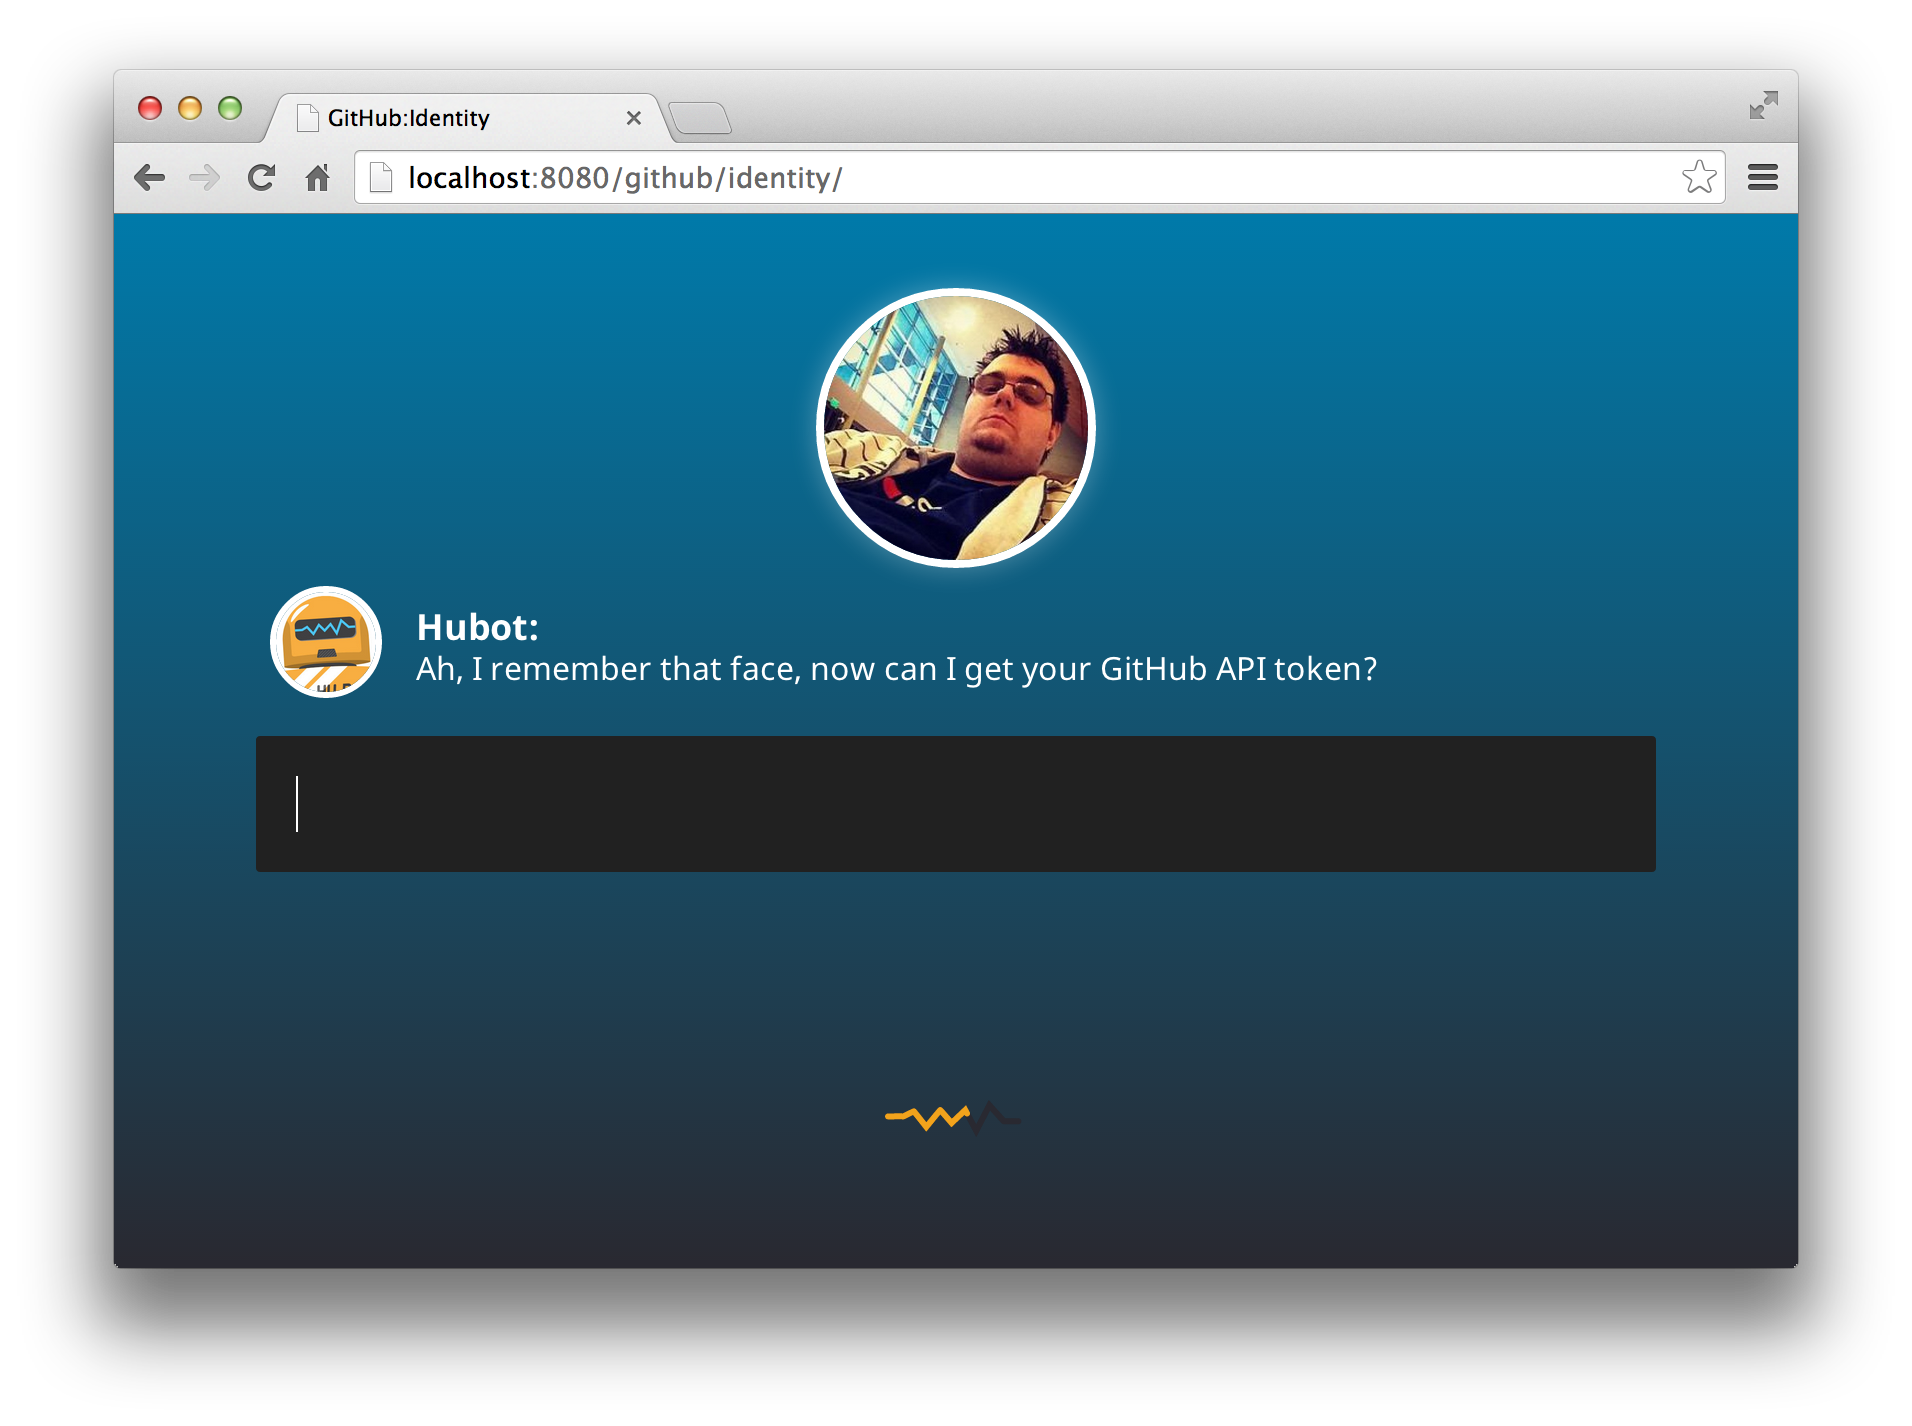 GitHub:Identity
localhost:8080/github/identity/
Hubot:
Ah, I remember that face, now can I get your GitHub API token?